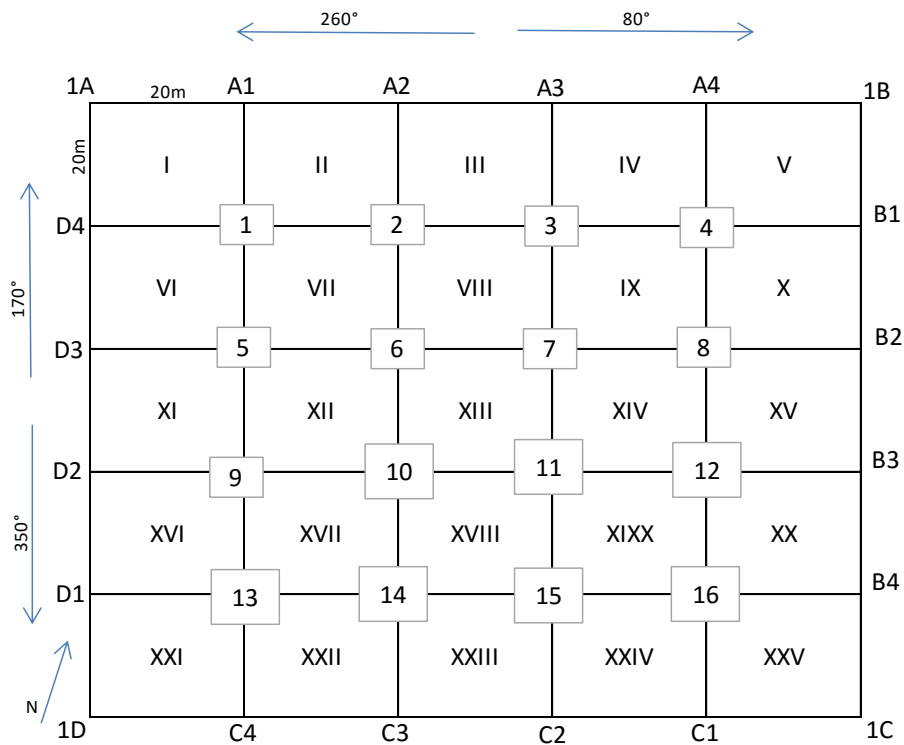 260° 80°
1A A1 A2 A3 A4 1B
20m
20m
I II III IV V
D4 1 2 3 4 B1
VI VII VIII IX X
170°
D3 5 6 7 8 B2
XI XII XIII XIV XV
D2 9 10 11 12 B3
350°
XVI XVII XVIII XIXX XX
D1 13 14 15 16 B4
XXI XXII XXIII XXIV XXV
N
1D C4 C3 C2 C1 1C